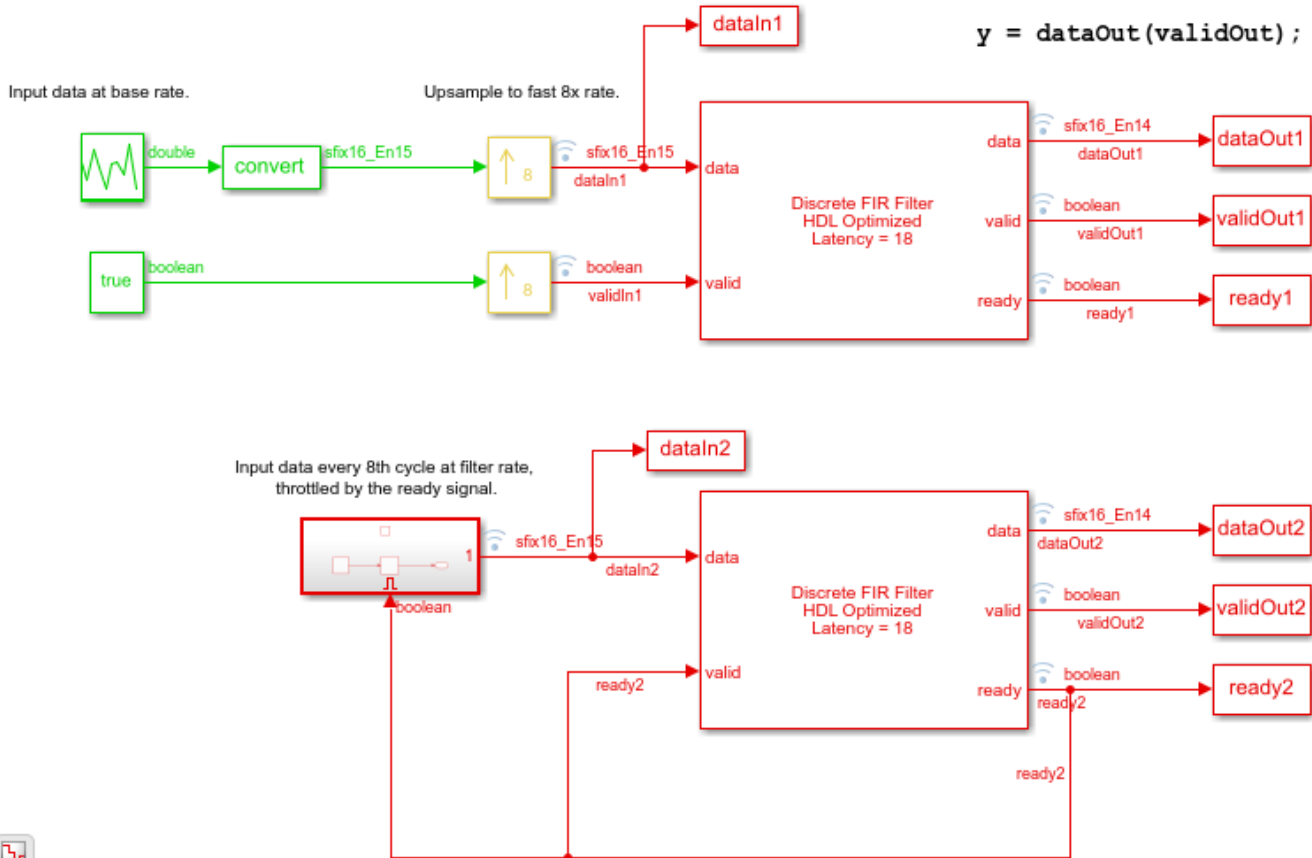 dataIn1
y = dataOut(validOut);
Input data at base rate.
Upsample to fast 8x rate.
double
convert
sfix16_En15
8
sfix16_En15
dataIn1
data
true
boolean
8
boolean
validIn1
valid
Discrete FIR Filter
HDL Optimized
Latency = 18
data
sfix16_En14
dataOut1
dataOut1
valid
boolean
validOut1
validOut1
ready
boolean
ready1
ready1
dataIn2
Input data every 8th cycle at filter rate,
throttled by the ready signal.
1
sfix16_En15
dataIn2
boolean
data
ready2
valid
Discrete FIR Filter
HDL Optimized
Latency = 18
data
sfix16_En14
dataOut2
dataOut2
valid
boolean
validOut2
validOut2
ready
boolean
ready2
ready2
ready2